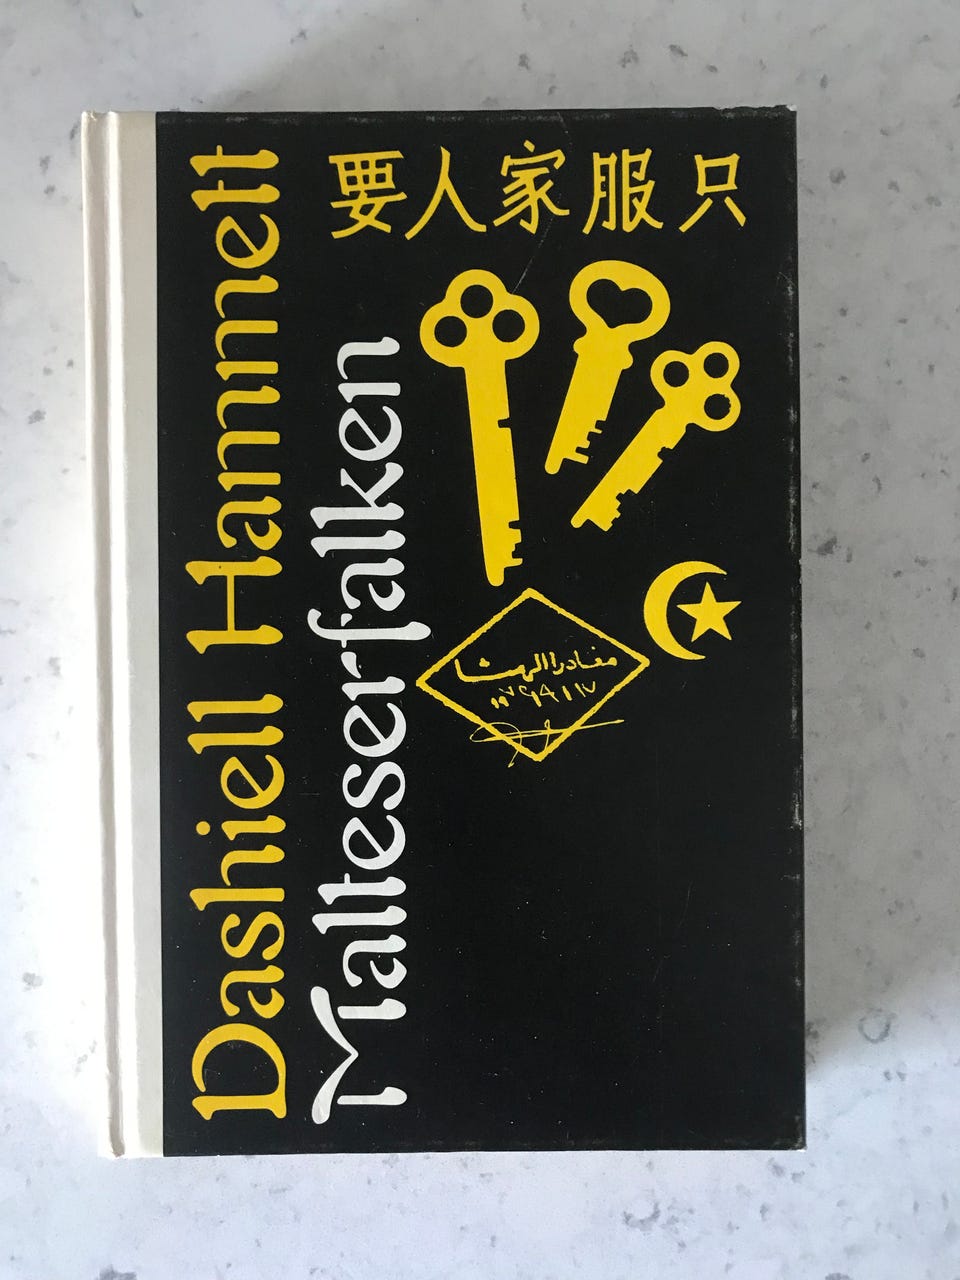 Dashiell Hammett
Malteserfalken
要人家服只